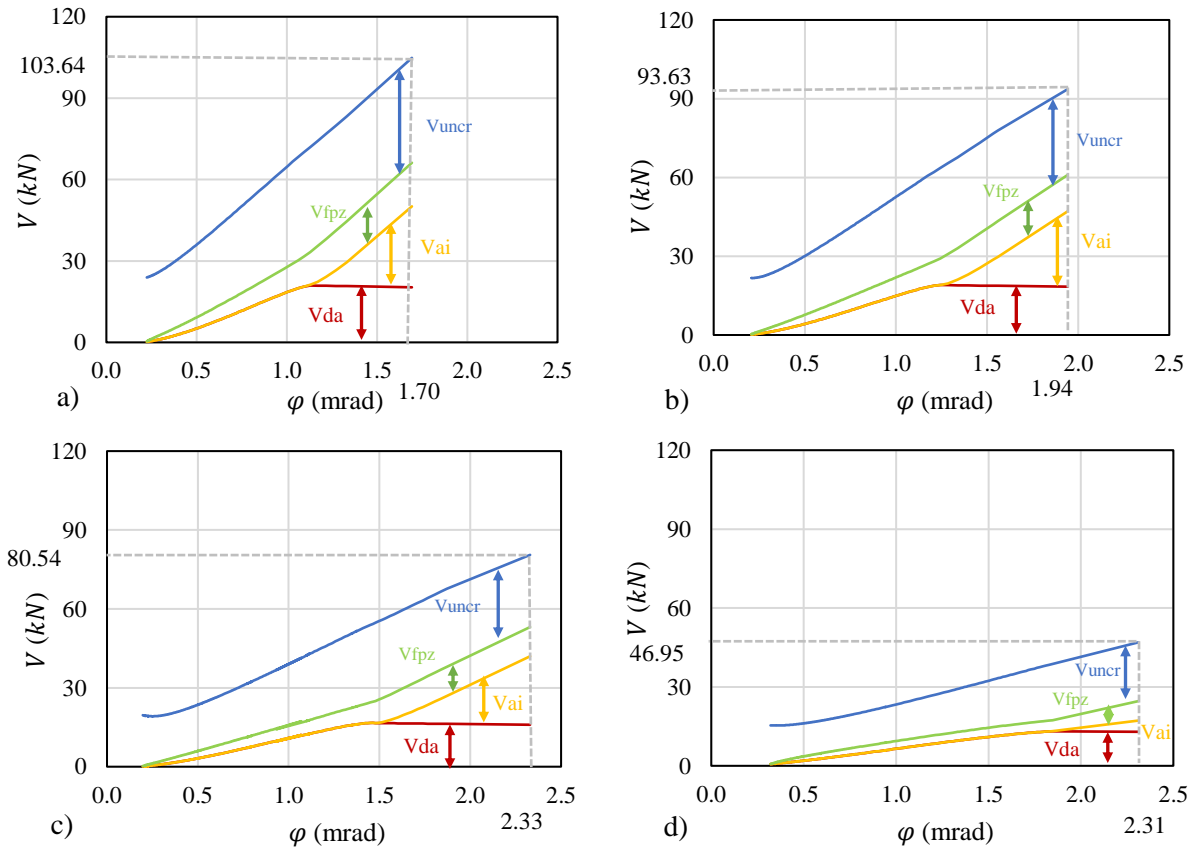 120
103.64
90
60
30
0
V (kN)
Vuncr
Vfpz
Vai
Vda
0.0 0.5 1.0 1.5 2.0 2.5
1.70
φ (mrad)
a)
120
93.63
90
60
30
0
V (kN)
Vuncr
Vfpz
Vai
Vda
0.0 0.5 1.0 1.5 2.0 2.5
1.94
φ (mrad)
b)
120
90
80.54
60
30
0
V (kN)
Vuncr
Vfpz
Vai
Vda
0.0 0.5 1.0 1.5 2.0 2.5
2.33
φ (mrad)
c)
120
90
60
46.95
30
0
V (kN)
Vuncr
Vfpz
Vai
Vda
0.0 0.5 1.0 1.5 2.0 2.5
2.31
φ (mrad)
d)